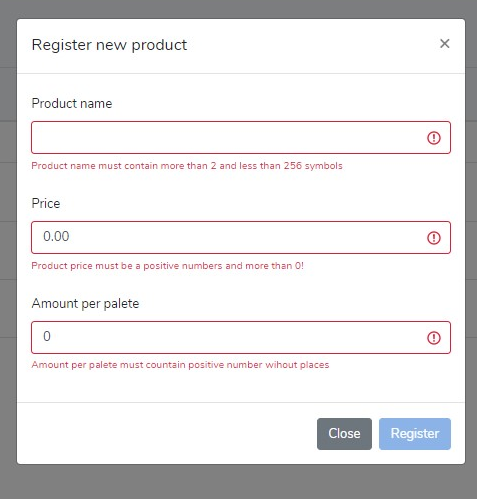 Register new product ×
Product name
Product name must contain more than 2 and less than 256 symbols
Price
0.00
Product price must be a positive numbers and more than 0!
Amount per palete
0
Amount per palete must countain positive number wihout places
Close Register